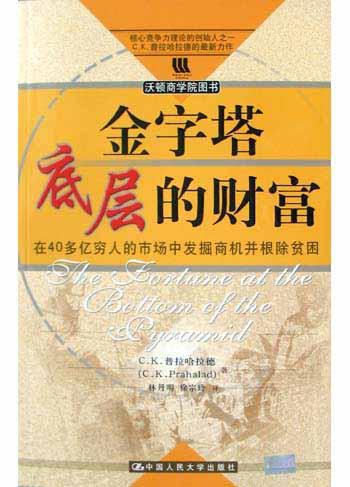 核心竞争力理论的创始人之一
C.K.普拉哈拉德的最新力作
沃顿商学院图书
金字塔
底层的财富
在40多亿穷人的市场中发掘商机并根除贫困
The Fortune at the
Bottom of the
Pyramid
C.K.普拉哈拉德
(C.K.Prahalad) 著
林丹明 徐宗玲 译
中国人民大学出版社